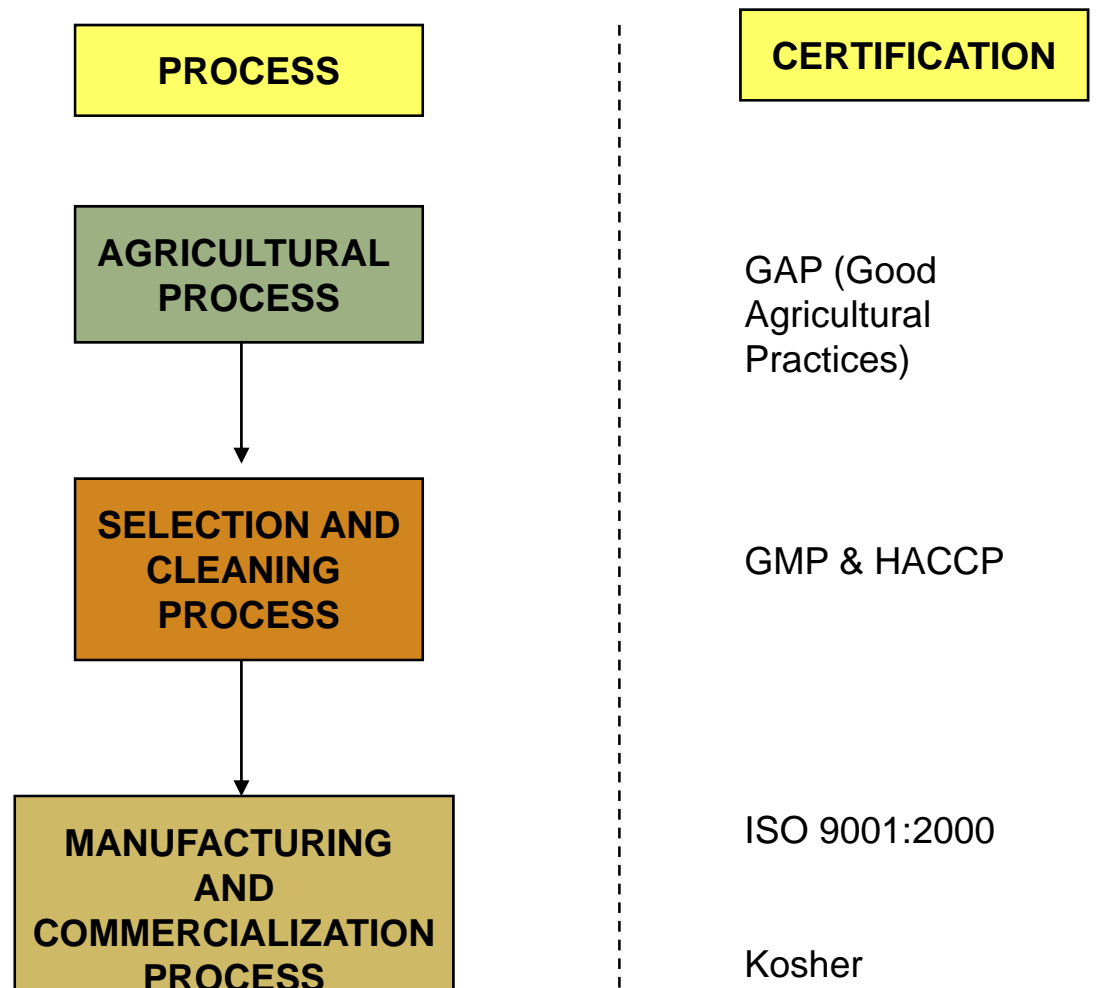 PROCESS
CERTIFICATION
AGRICULTURAL
PROCESS
GAP (Good
Agricultural
Practices)
SELECTION AND
CLEANING
PROCESS
GMP & HACCP
MANUFACTURING
AND
COMMERCIALIZATION
PROCESS
ISO 9001:2000
Kosher